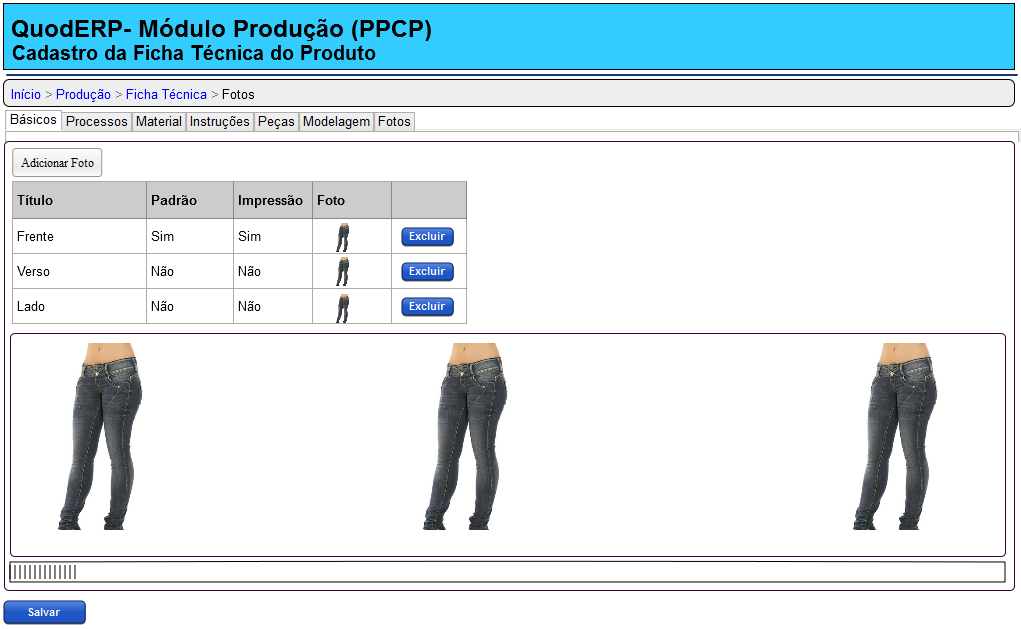 QuodERP- Módulo Produção (PPCP)
Cadastro da Ficha Técnica do Produto
Início > Produção > Ficha Técnica > Fotos
Básicos Processos Material Instruções Peças Modelagem Fotos
Adicionar Foto
Título Padrão Impressão Foto
Frente Sim Sim Excluir
Verso Não Não Excluir
Lado Não Não Excluir
Salvar